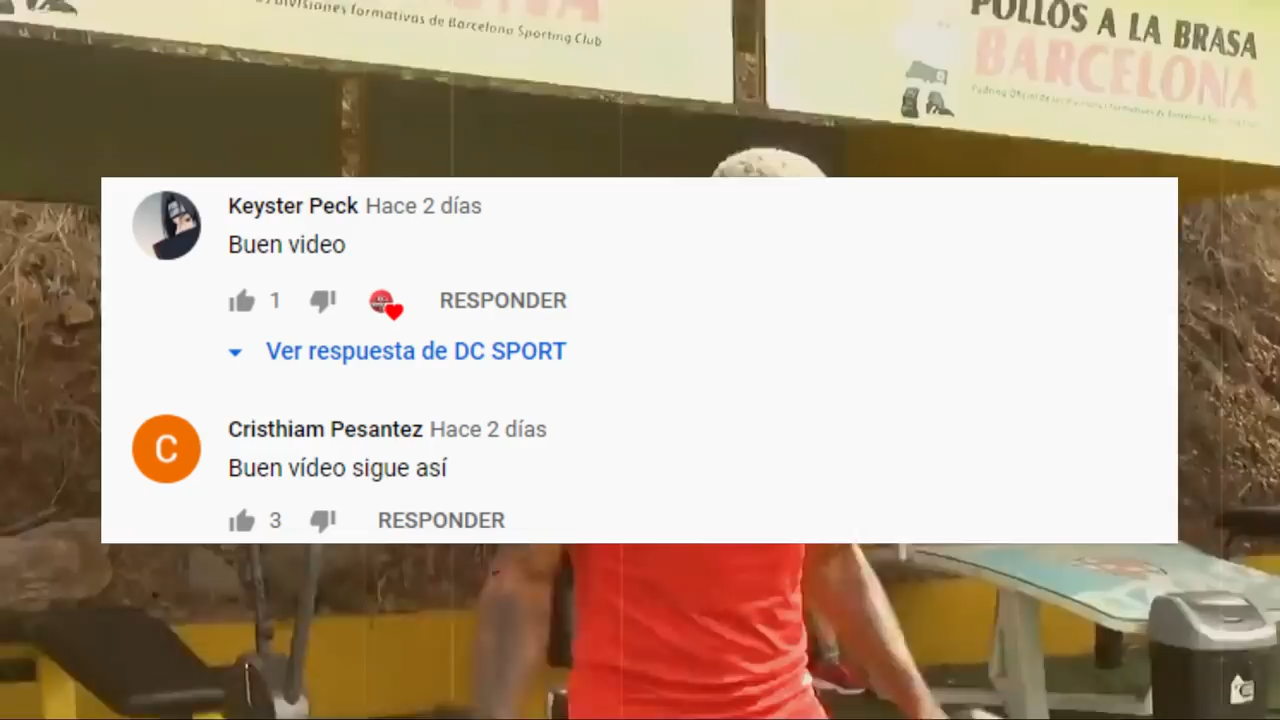 Divisiones formativas de Barcelona Sporting Club
POLLOS A LA BRASA
BARCELONA
Keyster Peck Hace 2 días
Buen video
1 RESPONDER
Ver respuesta de DC SPORT
C
Cristhiam Pesantez Hace 2 días
Buen vídeo sigue así
3 RESPONDER